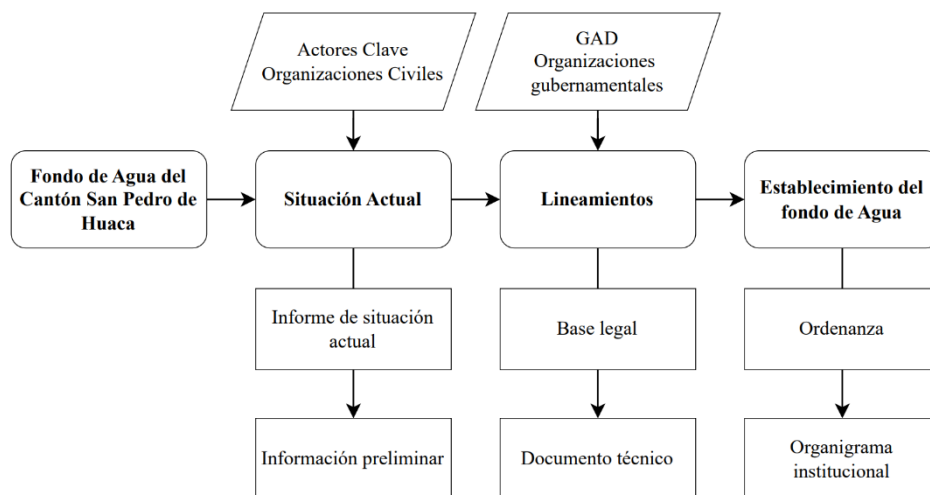 Actores Clave
Organizaciones Civiles
GAD
Organizaciones
gubernamentales
Fondo de Agua del
Cantón San Pedro de
Huaca
Situación Actual
Lineamientos
Establecimiento del
fondo de Agua
Informe de situación
actual
Base legal
Ordenanza
Información preliminar
Documento técnico
Organigrama
institucional